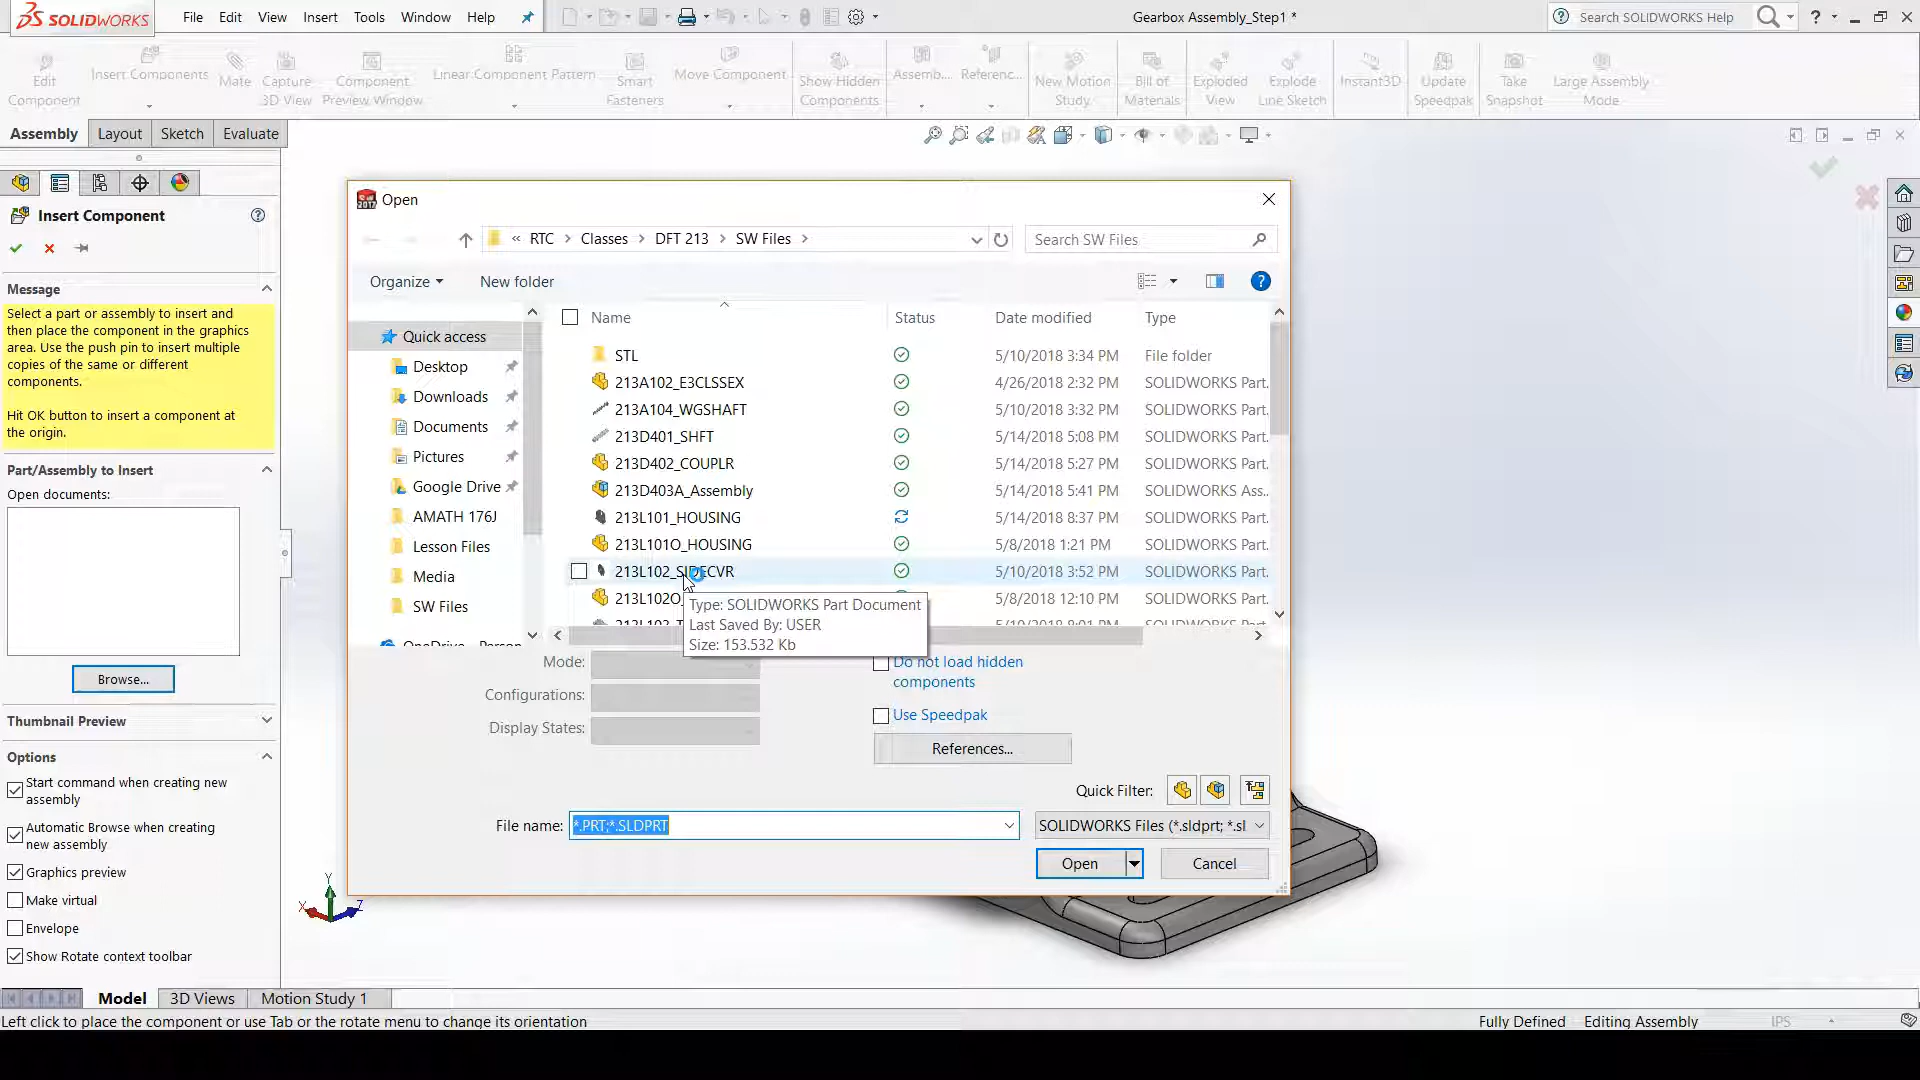 SOLIDWORKS File Edit View Insert Tools Window Help Gearbox Assembly_Step1 * Search SOLIDWORKS Help ?
Edit Component
Insert Components
Mate
Capture 3D View
Component Preview Window
Linear Component Pattern
Smart Fasteners
Move Component
Show Hidden Components
Assemb...
Referenc...
New Motion Study
Bill of Materials
Exploded View
Explode Line Sketch
Instant3D
Update Speedpak
Take Snapshot
Large Assembly Mode
Assembly Layout Sketch Evaluate
Insert Component
Message
Select a part or assembly to insert and
then place the component in the graphics
area. Use the push pin to insert multiple
copies of the same or different
components.
Hit OK button to insert a component at
the origin.
Part/Assembly to Insert
Open documents:
Browse...
Thumbnail Preview
Options
Start command when creating new
assembly
Automatic Browse when creating
new assembly
Graphics preview
Make virtual
Envelope
Show Rotate context toolbar
2017 Open
« RTC > Classes > DFT 213 > SW Files >
Search SW Files
Organize New folder
Quick access
Desktop
Downloads
Documents
Pictures
Google Drive
AMATH 176J
Lesson Files
Media
SW Files
OneDrive - Person
Name Status Date modified Type
STL 5/10/2018 3:34 PM File folder
213A102_E3CLSSEX 4/26/2018 2:32 PM SOLIDWORKS Part.
213A104_WGSHAFT 5/10/2018 3:32 PM SOLIDWORKS Part.
213D401_SHFT 5/14/2018 5:08 PM SOLIDWORKS Part.
213D402_COUPLR 5/14/2018 5:27 PM SOLIDWORKS Part.
213D403A_Assembly 5/14/2018 5:41 PM SOLIDWORKS Ass..
213L101_HOUSING 5/14/2018 8:37 PM SOLIDWORKS Part.
213L101O_HOUSING 5/8/2018 1:21 PM SOLIDWORKS Part.
213L102_SIDECVR 5/10/2018 3:52 PM SOLIDWORKS Part.
213L102O 5/8/2018 12:10 PM SOLIDWORKS Part.
Type: SOLIDWORKS Part Document
Last Saved By: USER
Size: 153.532 Kb
Mode:
Configurations:
Display States:
Do not load hidden
components
Use Speedpak
References...
Quick Filter:
File name: *.PRT;*.SLDPRT
SOLIDWORKS Files (*.sldprt; *.sl
Open Cancel
Y
X
Z
Model 3D Views Motion Study 1
Left click to place the component or use Tab or the rotate menu to change its orientation
Fully Defined Editing Assembly IPS